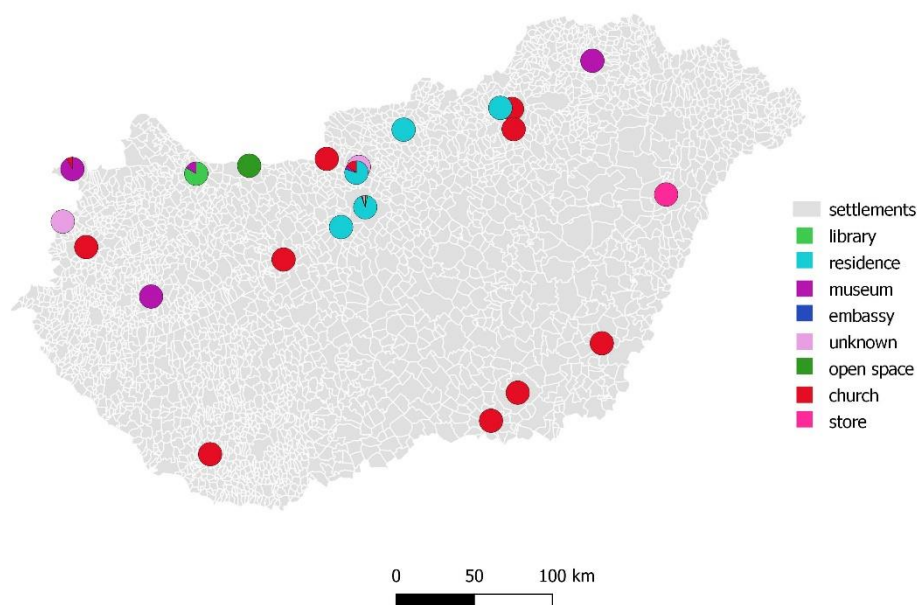 settlements
library
residence
museum
embassy
unknown
open space
church
store
0 50 100 km